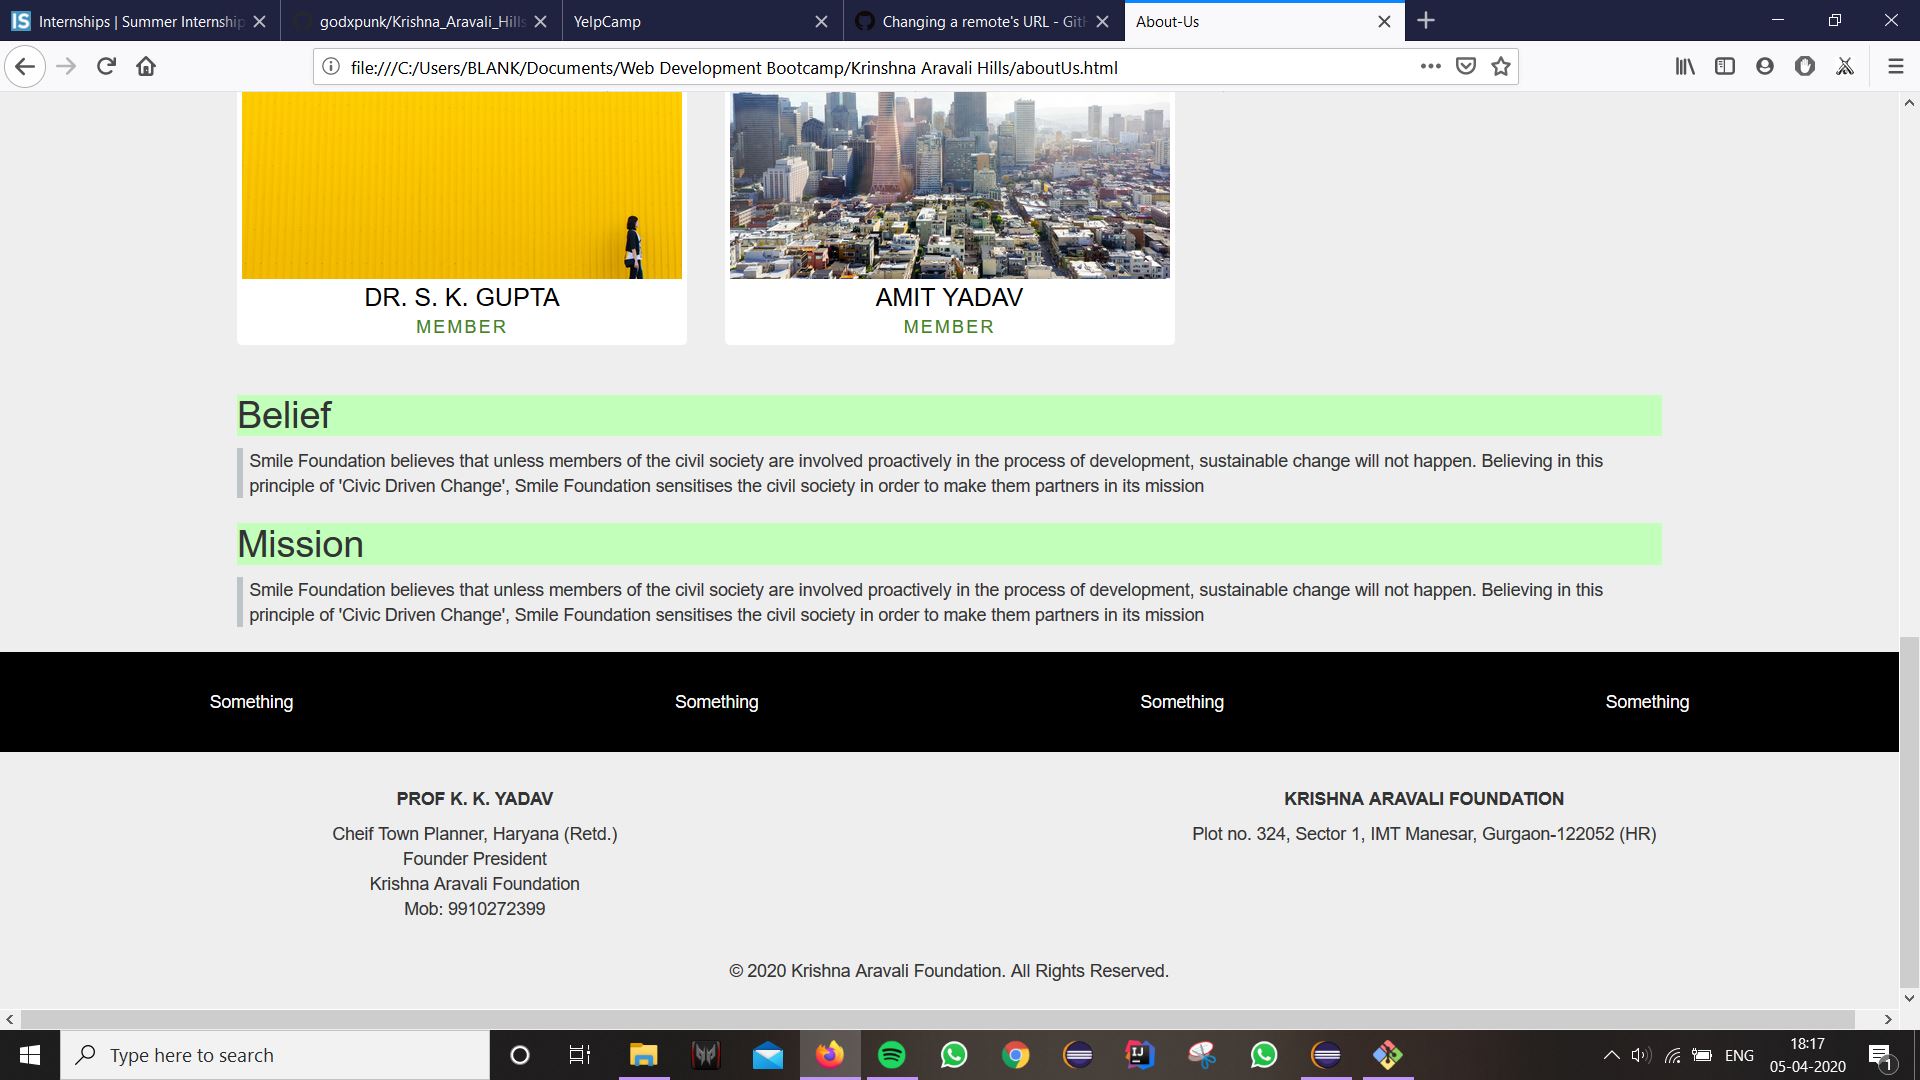 Internships | Summer Internship
godxpunk/Krishna_Aravali_Hills
YelpCamp
Changing a remote's URL - GitH
About-Us
file:///C:/Users/BLANK/Documents/Web Development Bootcamp/Krinshna Aravali Hills/aboutUs.html
DR. S. K. GUPTA
MEMBER
AMIT YADAV
MEMBER
Belief
Smile Foundation believes that unless members of the civil society are involved proactively in the process of development, sustainable change will not happen. Believing in this
principle of 'Civic Driven Change', Smile Foundation sensitises the civil society in order to make them partners in its mission
Mission
Smile Foundation believes that unless members of the civil society are involved proactively in the process of development, sustainable change will not happen. Believing in this
principle of 'Civic Driven Change', Smile Foundation sensitises the civil society in order to make them partners in its mission
Something Something Something Something
PROF K. K. YADAV
Cheif Town Planner, Haryana (Retd.)
Founder President
Krishna Aravali Foundation
Mob: 9910272399
KRISHNA ARAVALI FOUNDATION
Plot no. 324, Sector 1, IMT Manesar, Gurgaon-122052 (HR)
© 2020 Krishna Aravali Foundation. All Rights Reserved.
Type here to search
ENG
18:17
05-04-2020
1